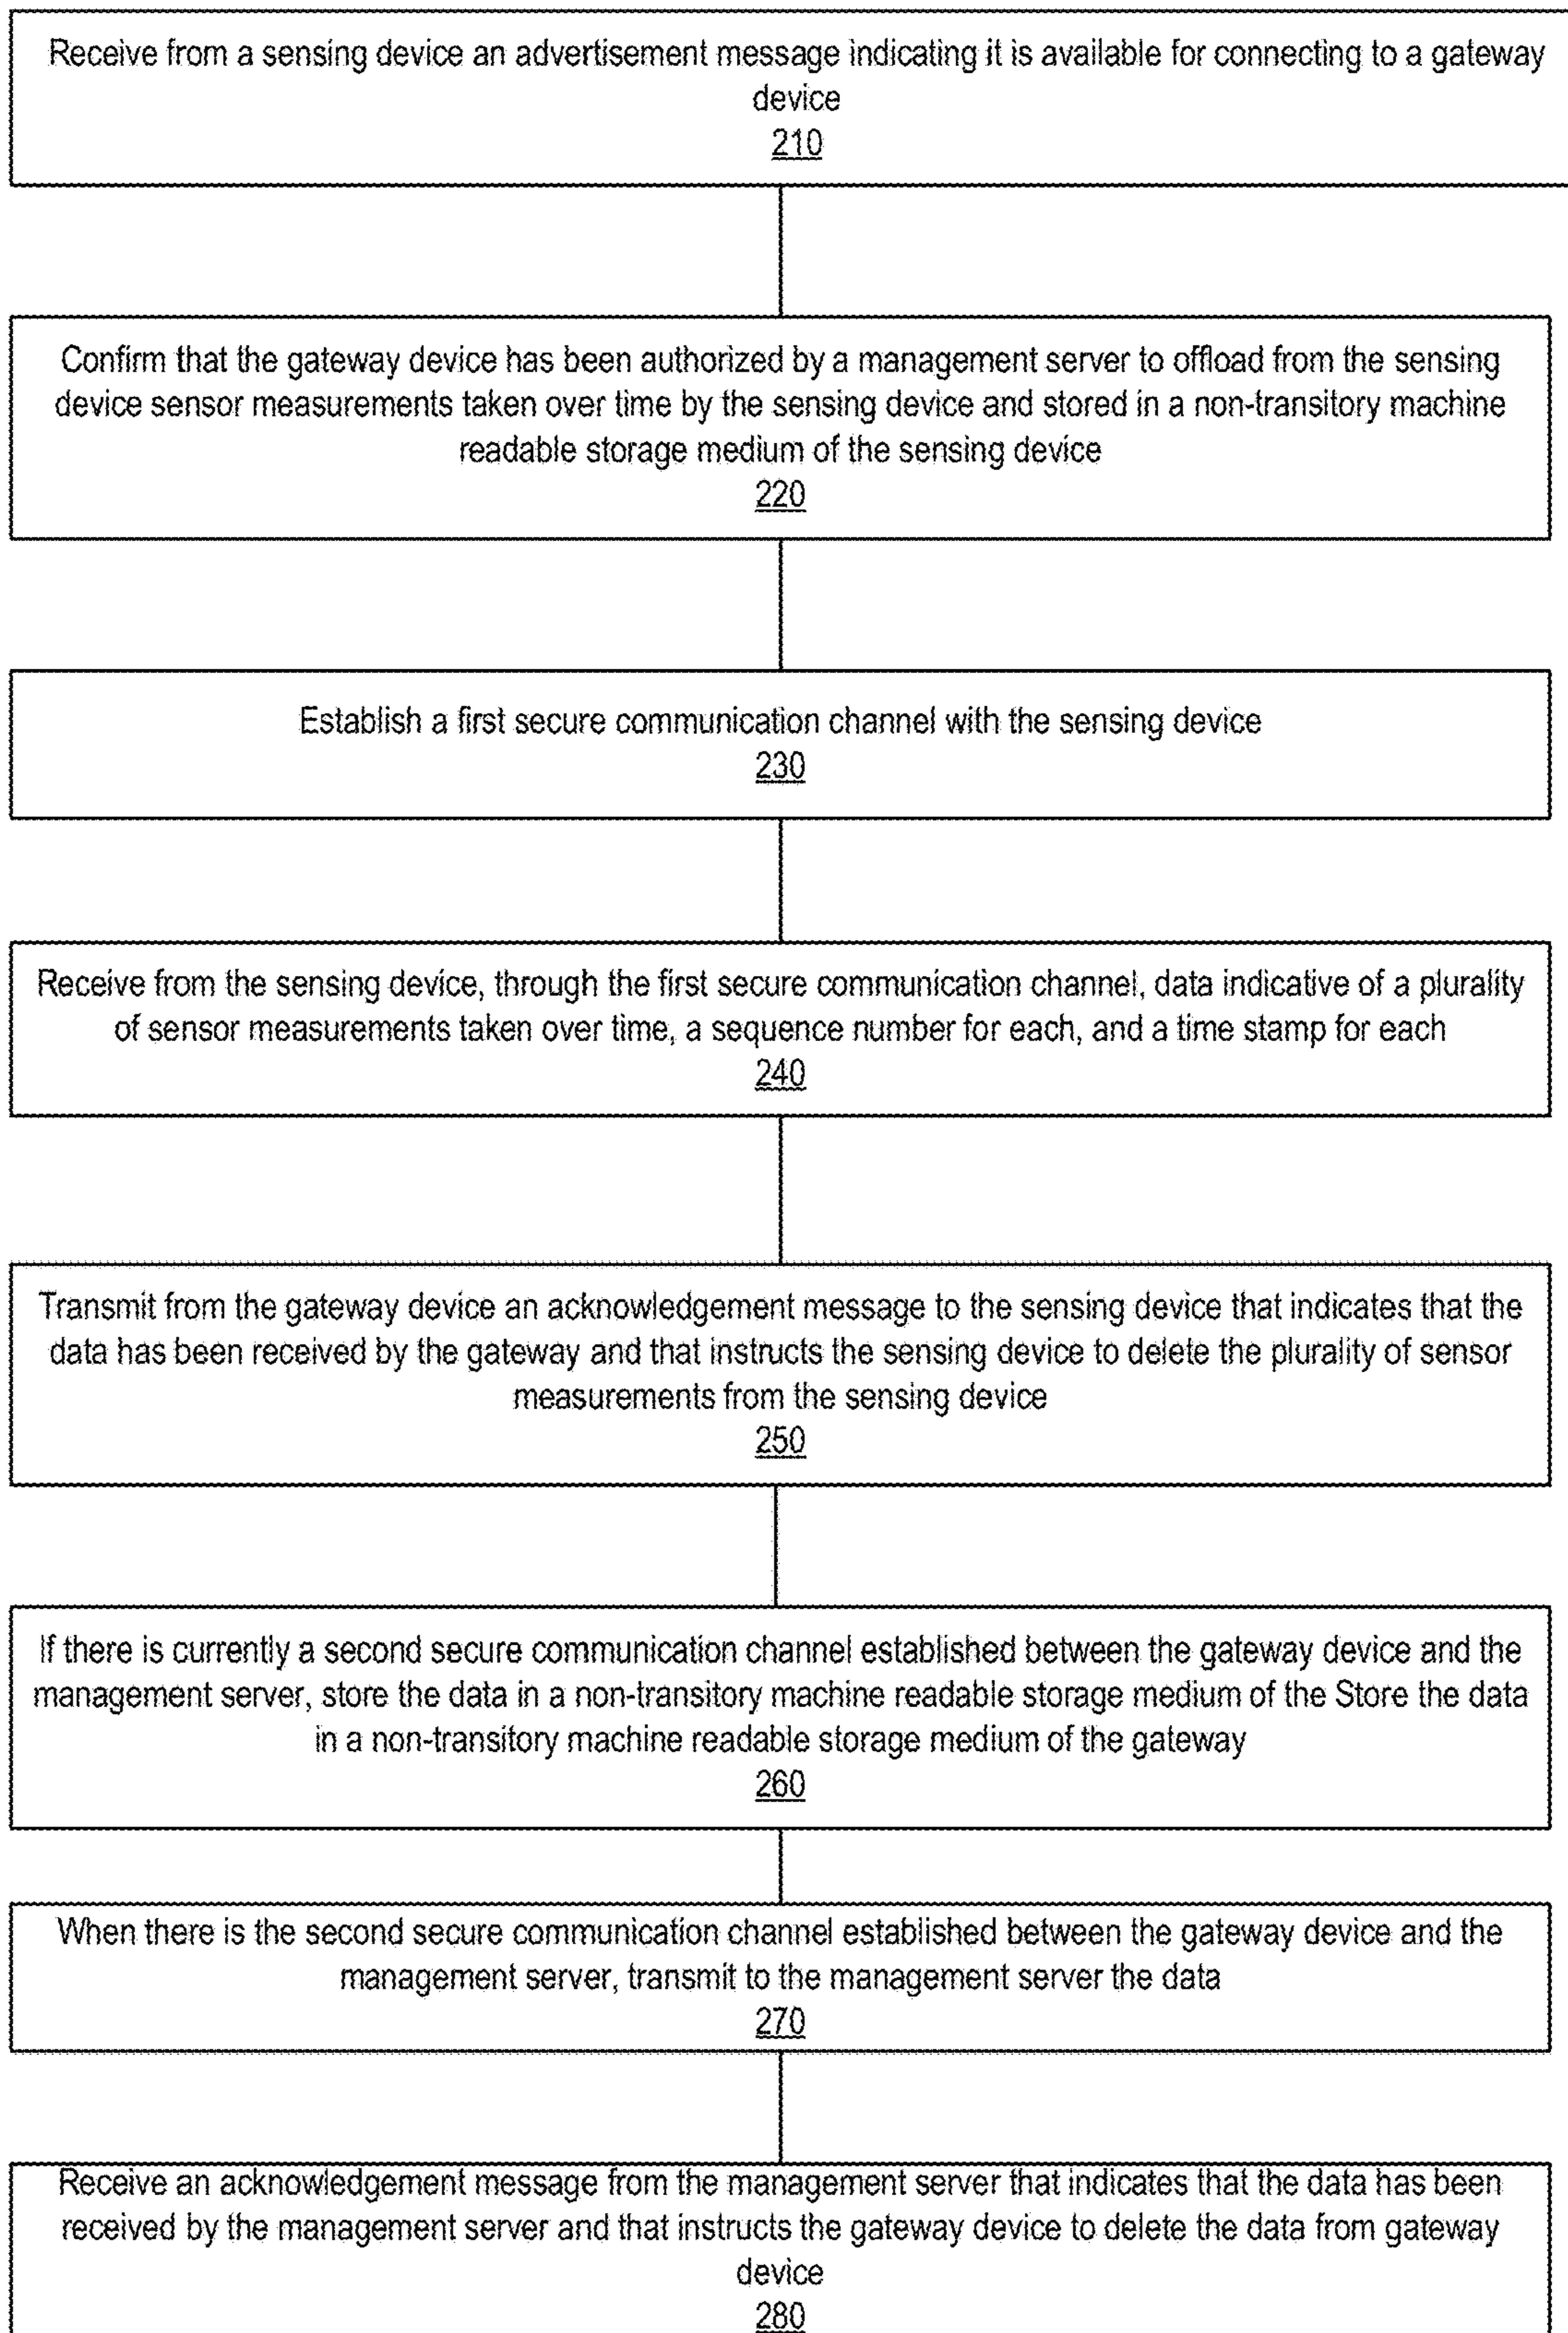 Receive from a sensing device an advertisement message indicating it is available for connecting to a gateway
device
210
Confirm that the gateway device has been authorized by a management server to offload from the sensing
device sensor measurements taken over time by the sensing device and stored in a non-transitory machine
readable storage medium of the sensing device
220
Establish a first secure communication channel with the sensing device
230
Receive from the sensing device, through the first secure communication channel, data indicative of a plurality
of sensor measurements taken over time, a sequence number for each, and a time stamp for each
240
Transmit from the gateway device an acknowledgement message to the sensing device that indicates that the
data has been received by the gateway and that instructs the sensing device to delete the plurality of sensor
measurements from the sensing device
250
If there is currently a second secure communication channel established between the gateway device and the
management server, store the data in a non-transitory machine readable storage medium of the Store the data
in a non-transitory machine readable storage medium of the gateway
260
When there is the second secure communication channel established between the gateway device and the
management server, transmit to the management server the data
270
Receive an acknowledgement message from the management server that indicates that the data has been
received by the management server and that instructs the gateway device to delete the data from gateway
device
280